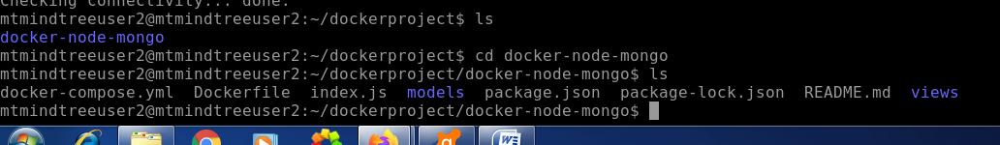 Checking connectivity... done.
mtmindtreeuser2@mtmindtreeuser2:~/dockerproject$ ls
docker-node-mongo
mtmindtreeuser2@mtmindtreeuser2:~/dockerproject$ cd docker-node-mongo
mtmindtreeuser2@mtmindtreeuser2:~/dockerproject/docker-node-mongo$ ls
docker-compose.yml  Dockerfile  index.js  models  package.json  package-lock.json  README.md  views
mtmindtreeuser2@mtmindtreeuser2:~/dockerproject/docker-node-mongo$